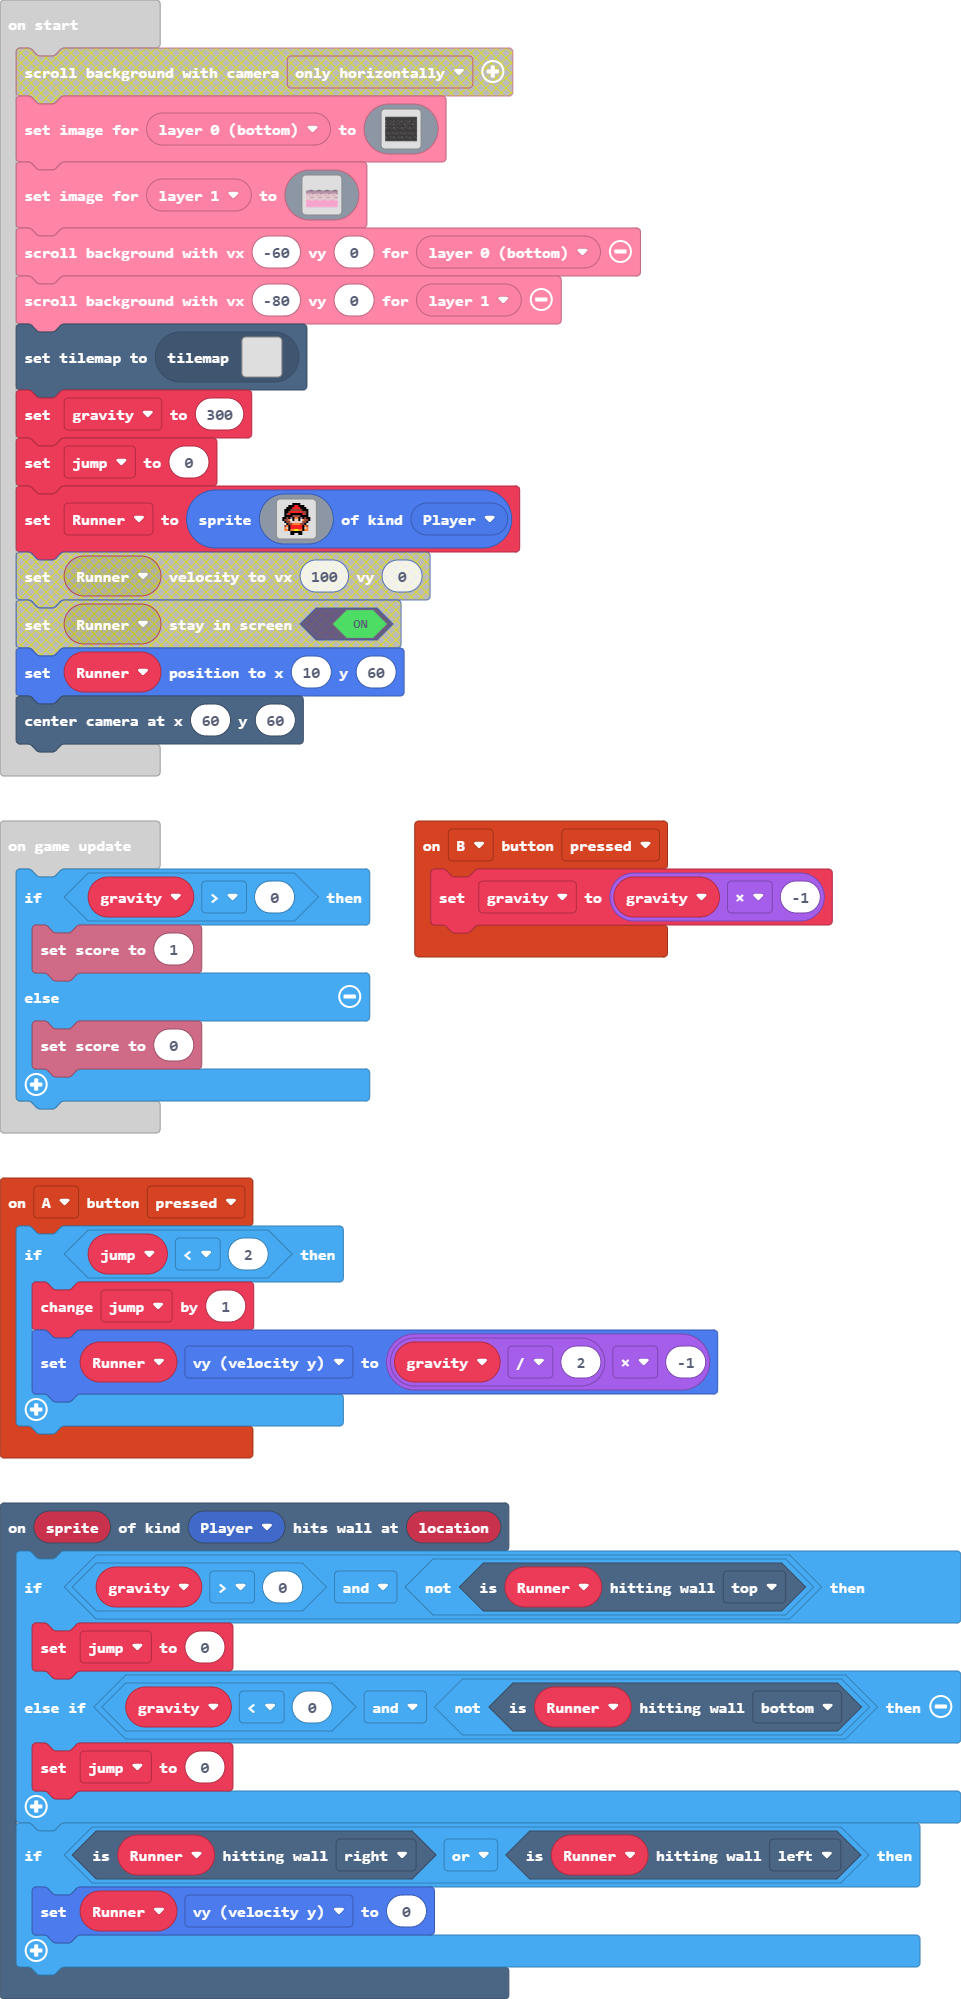 on start
scroll background with camera only horizontally
set image for layer 0 (bottom) to
set image for layer 1 to
scroll background with vx -60 vy 0 for layer 0 (bottom)
scroll background with vx -80 vy 0 for layer 1
set tilemap to tilemap
set gravity to 300
set jump to 0
set Runner to sprite of kind Player
set Runner velocity to vx 100 vy 0
set Runner stay in screen ON
set Runner position to x 10 y 60
center camera at x 60 y 60
on game update
if gravity > 0 then
set score to 1
else
set score to 0
on B button pressed
set gravity to gravity × -1
on A button pressed
if jump < 2 then
change jump by 1
set Runner vy (velocity y) to gravity / 2 × -1
on sprite of kind Player hits wall at location
if gravity > 0 and not is Runner hitting wall top then
set jump to 0
else if gravity < 0 and not is Runner hitting wall bottom then
set jump to 0
if is Runner hitting wall right or is Runner hitting wall left then
set Runner vy (velocity y) to 0